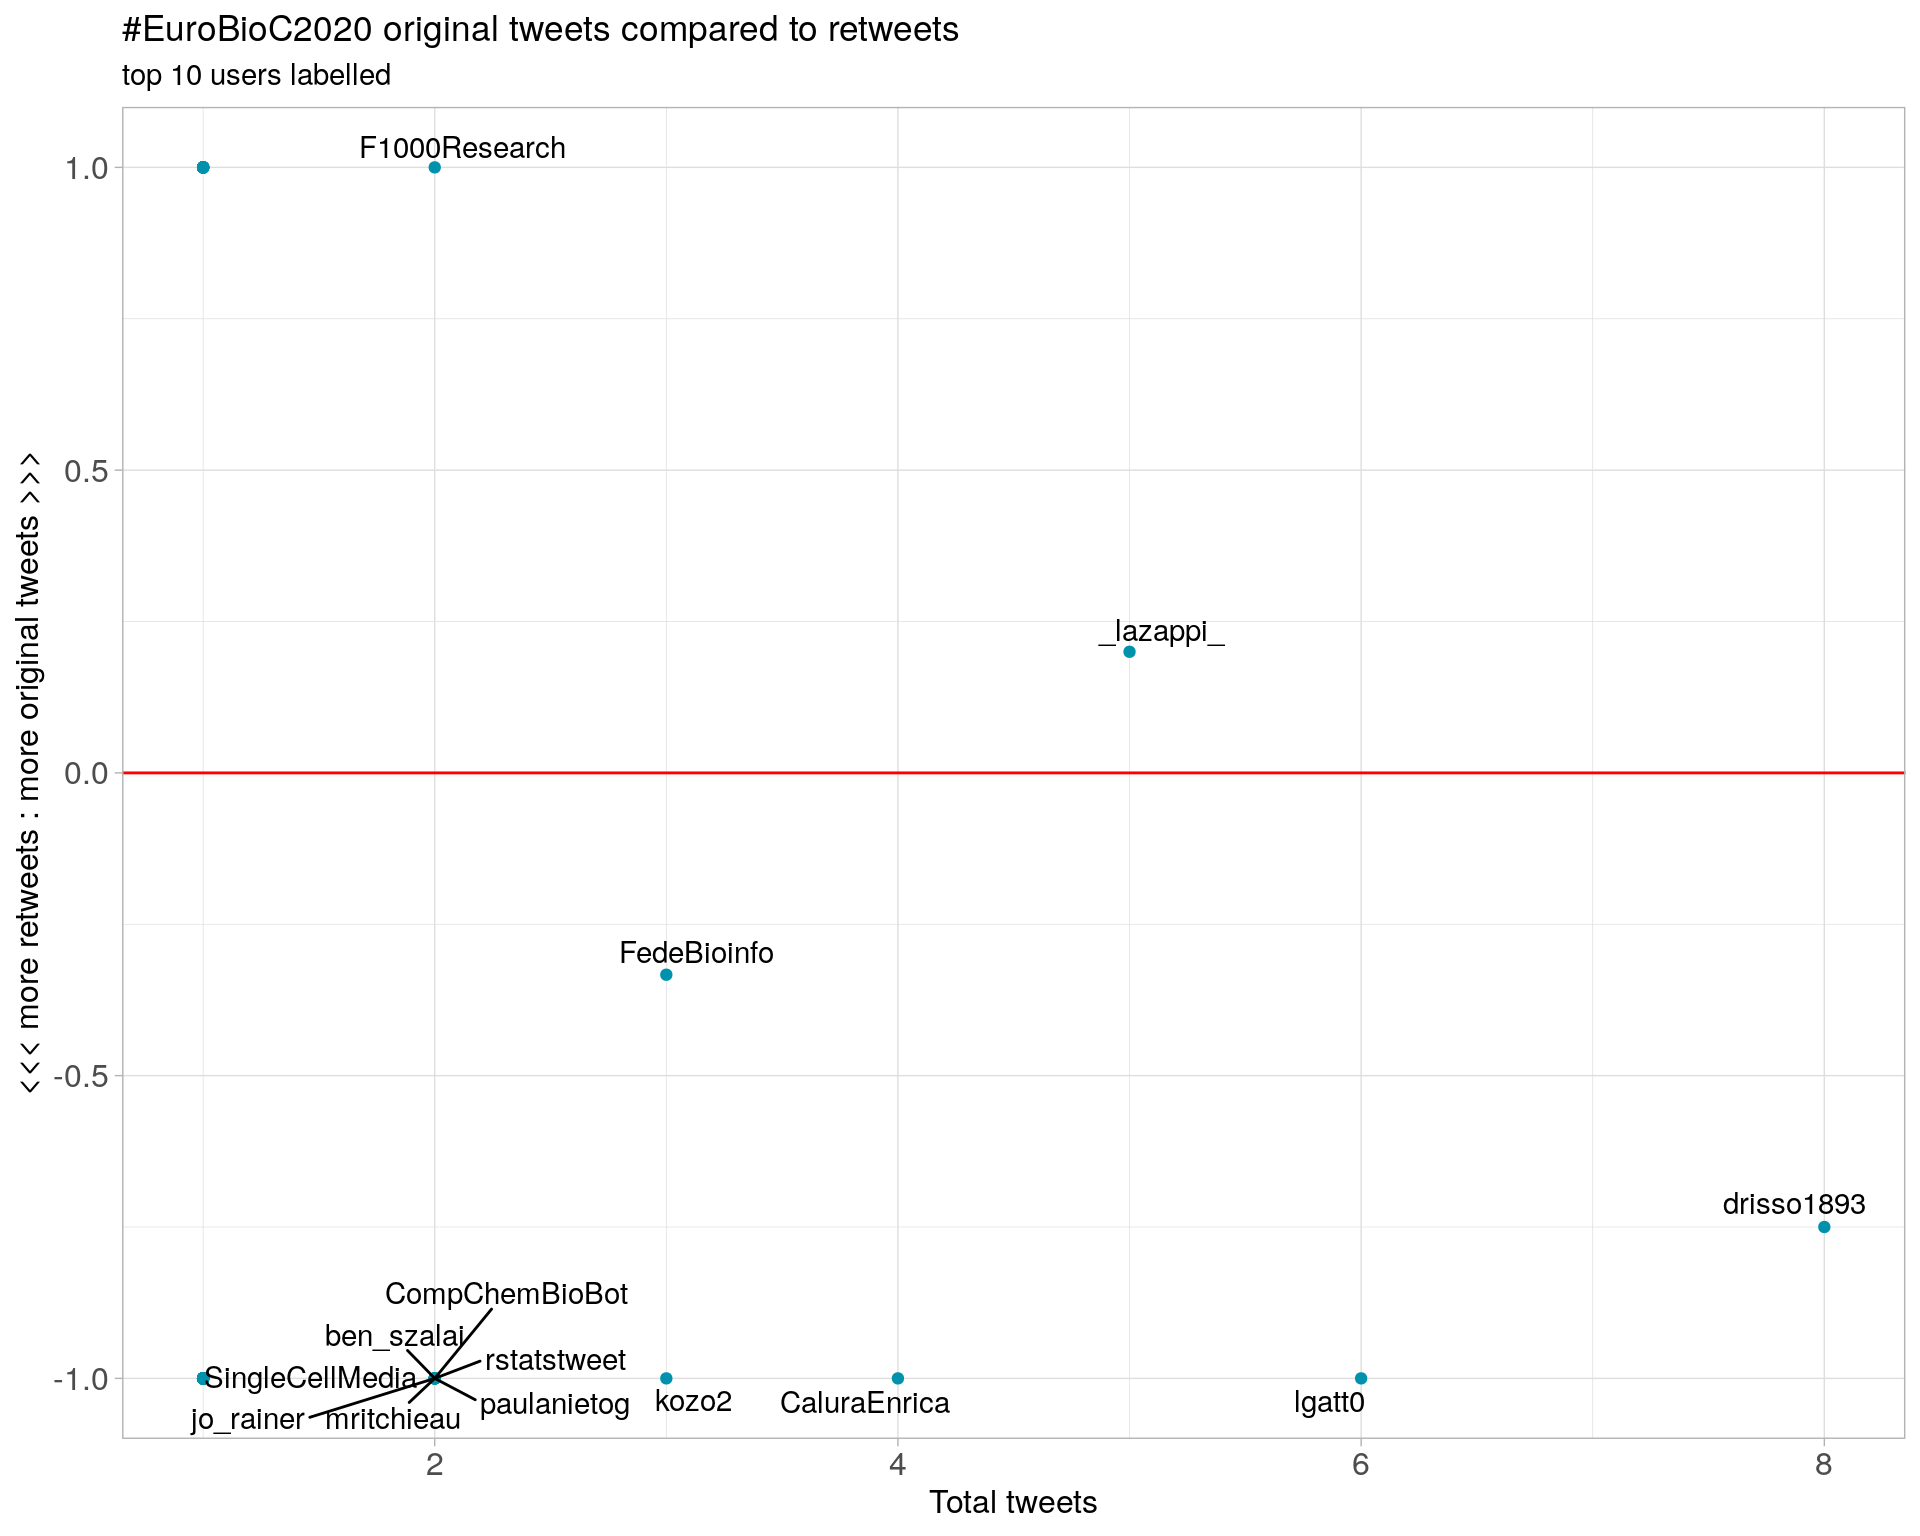 #EuroBioC2020 original tweets compared to retweets
top 10 users labelled
F1000Research
1.0
0.5
_lazappi_
0.0
<<< more retweets : more original tweets >>>
FedeBioinfo
-0.5
drisso1893
CompChemBioBot
ben_szalai
rstatstweet
-1.0
SingleCellMedia
kozo2
CaluraEnrica
lgatt0
paulanietog
jo_rainer
mritchieau
2
4
6
8
Total tweets